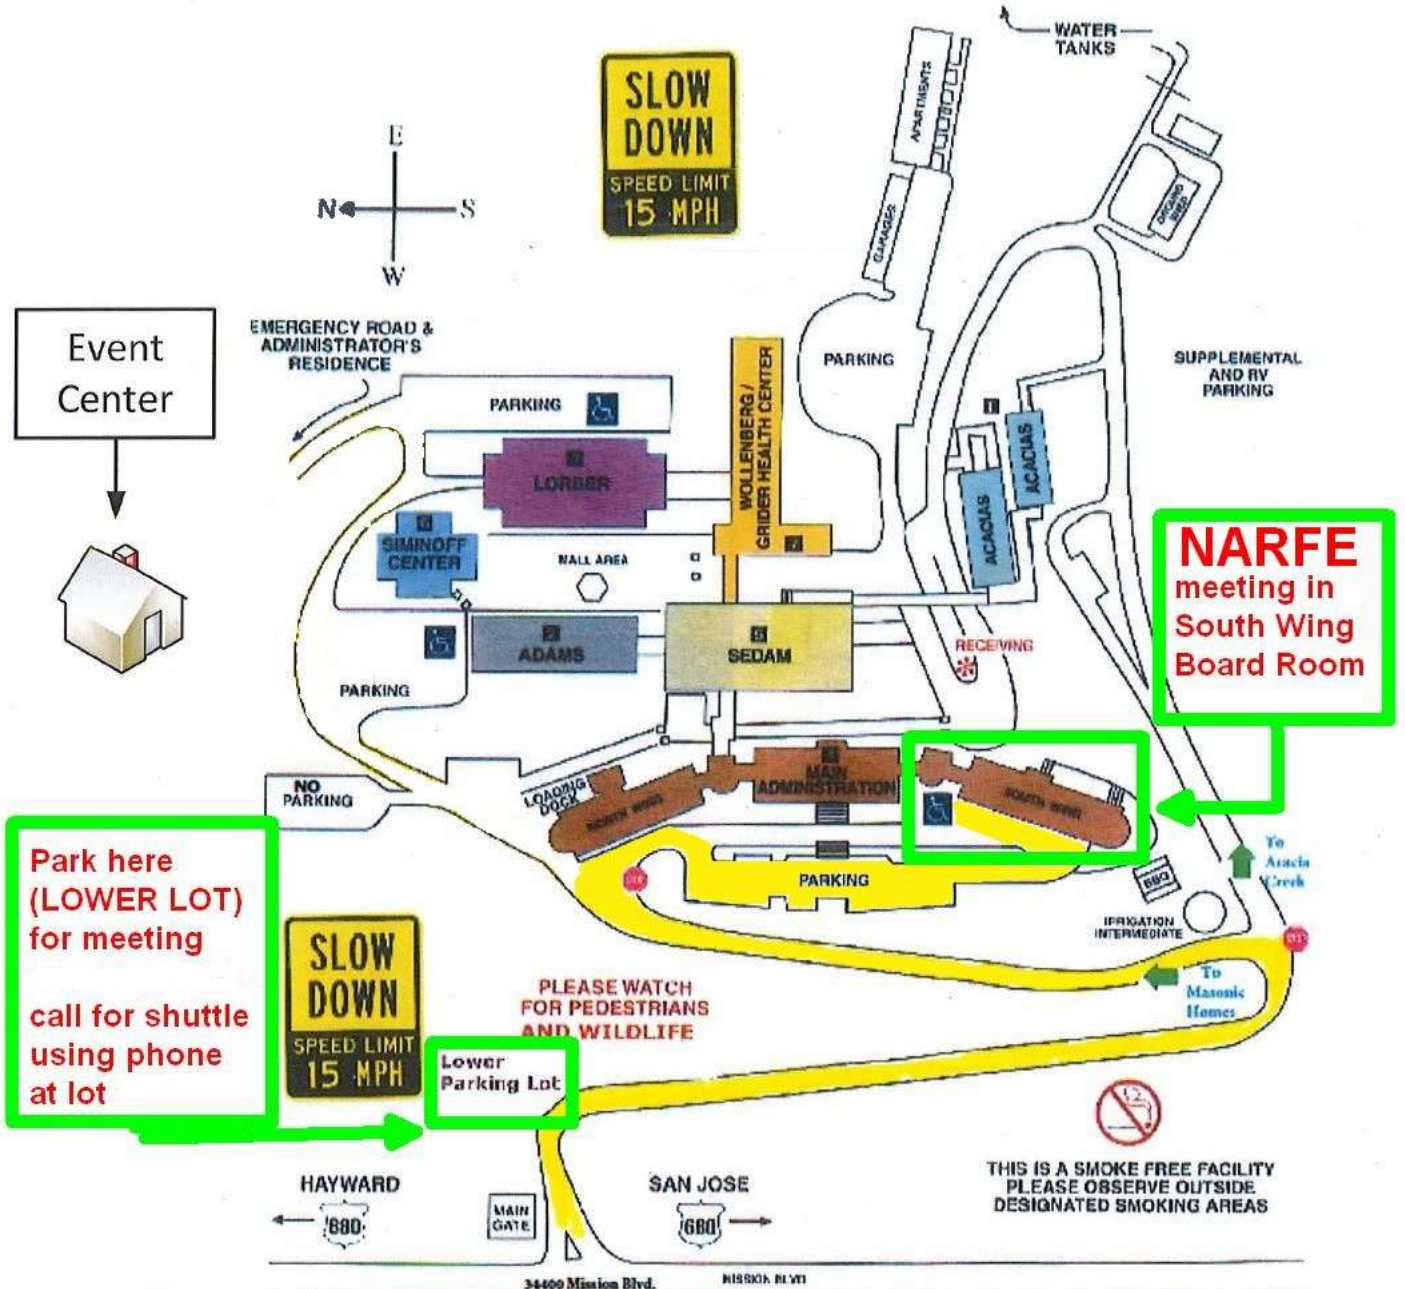 WATER
TANKS
SLOW
DOWN
SPEED LIMIT
15 MPH
APARTMENTS
E
N
S
W
GARAGES
Event
Center
EMERGENCY ROAD &
ADMINISTRATOR'S
RESIDENCE
PARKING
SUPPLEMENTAL
AND RV
PARKING
PARKING
WOLLENBERG /
GRIDER HEALTH CENTER
LORBER
ACACIAS
ACACIAS
SIMINOFF
CENTER
MALL AREA
NARFE
meeting in
South Wing
Board Room
ADAMS
SEDAM
RECEIVING
PARKING
NO
PARKING
LOADING
DOCK
NORTH WING
MAIN
ADMINISTRATION
SOUTH WING
Park here
(LOWER LOT)
for meeting
call for shuttle
using phone
at lot
PARKING
BBQ
To
Acacia
Creek
IRRIGATION
INTERMEDIATE
SLOW
DOWN
SPEED LIMIT
15 MPH
PLEASE WATCH
FOR PEDESTRIANS
AND WILDLIFE
To
Masonic
Homes
Lower
Parking Lot
THIS IS A SMOKE FREE FACILITY
PLEASE OBSERVE OUTSIDE
DESIGNATED SMOKING AREAS
HAYWARD
880
MAIN
GATE
SAN JOSE
680
34400 Mission Blvd.
MISSION BLVD